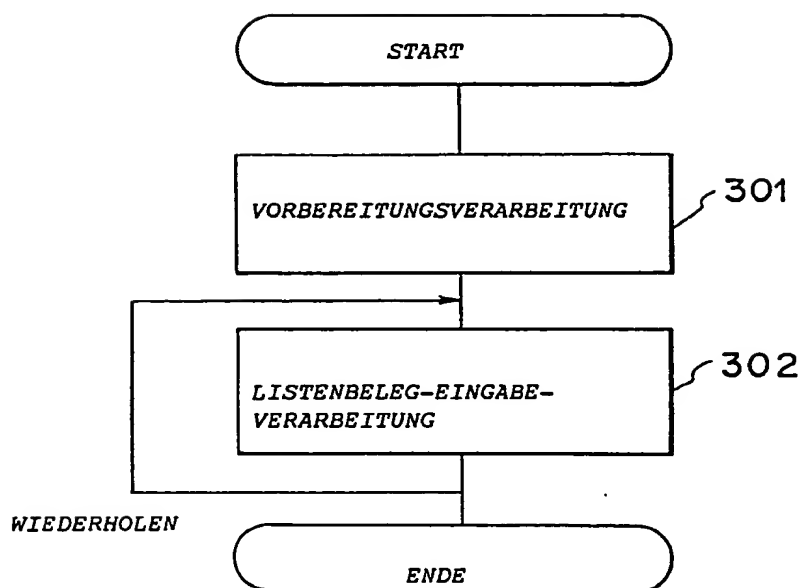 START
VORBEREITUNGSVERARBEITUNG
301
LISTENBELEG-EINGABE-
VERARBEITUNG
302
WIEDERHOLEN
ENDE